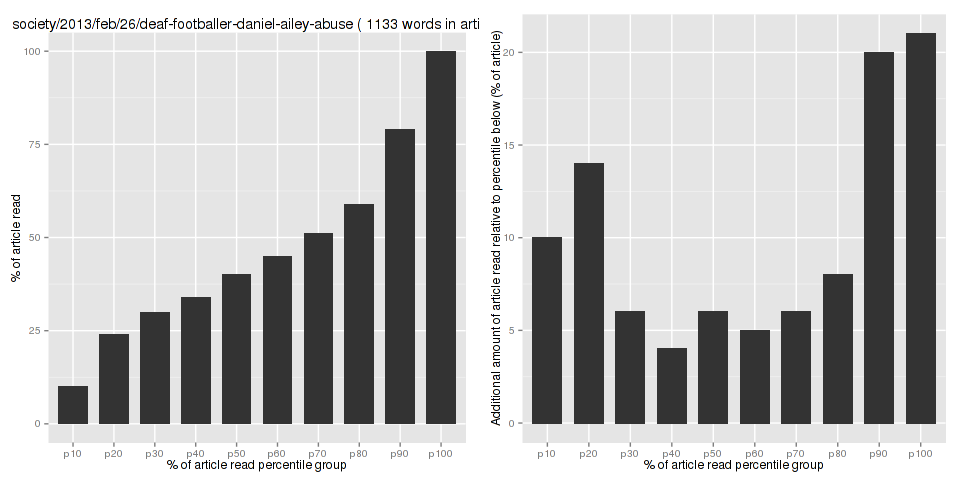 society/2013/feb/26/deaf-footballer-daniel-ailey-abuse ( 1133 words in arti
% of article read
100
75
50
25
0
p10 p20 p30 p40 p50 p60 p70 p80 p90 p100
% of article read percentile group
Additional amount of article read relative to percentile below (% of article)
20
15
10
5
0
p10 p20 p30 p40 p50 p60 p70 p80 p90 p100
% of article read percentile group